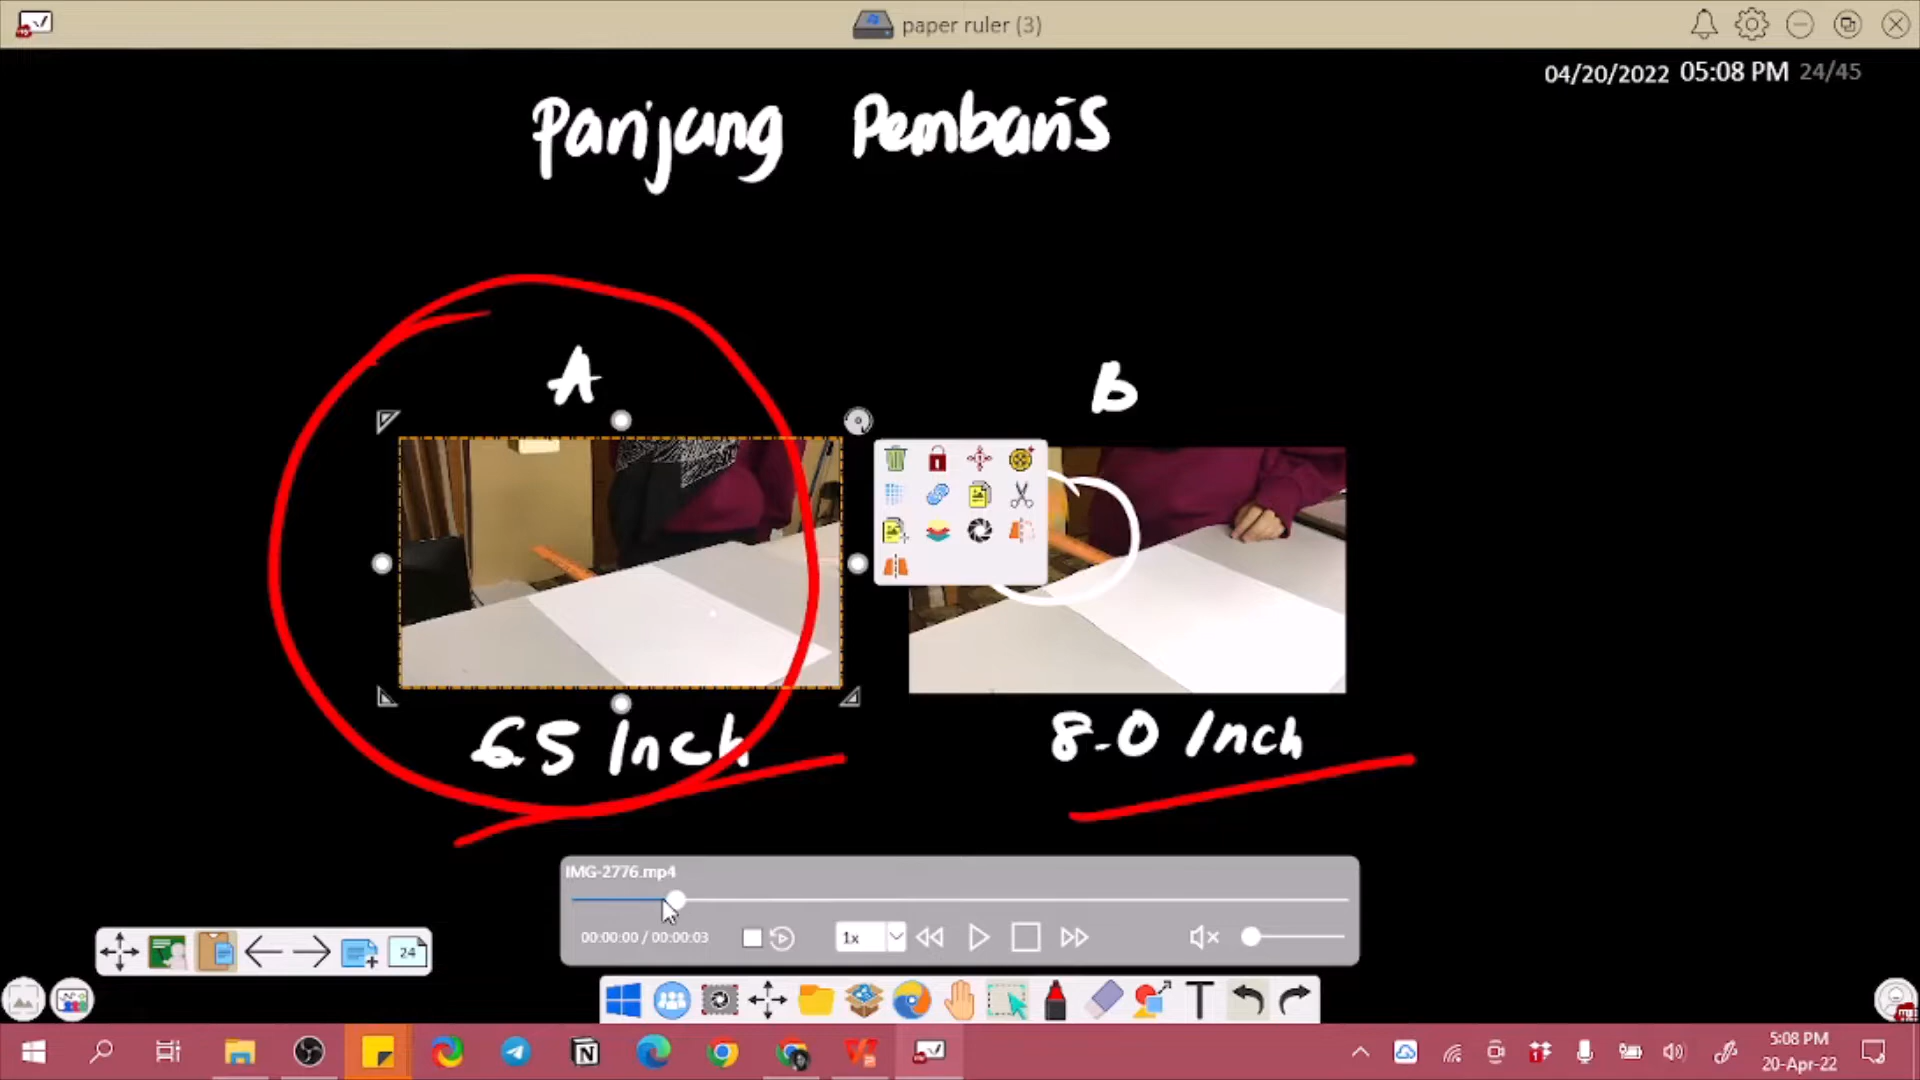 paper ruler (3)
04/20/2022 05:08 PM 24/45
Panjang Pembaris
A
B
6.5 Inch
8.0 Inch
IMG-2776.mp4
00:00:00 / 00:00:03
1x
24
T
5:08 PM
20-Apr-22